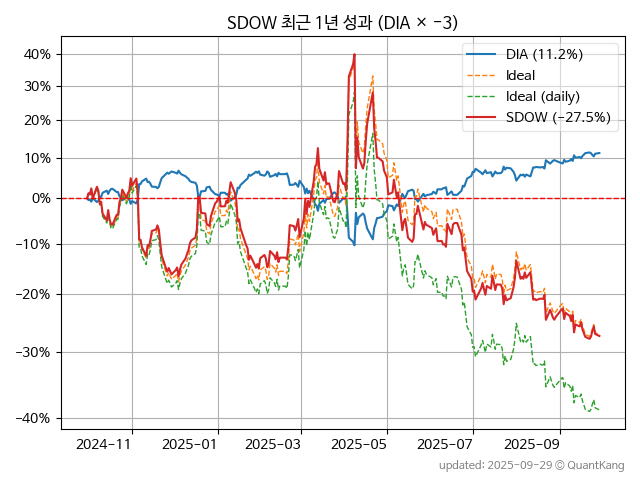 SDOW 최근 1년 성과 (DIA × -3)
DIA (11.2%)
Ideal
Ideal (daily)
SDOW (-27.5%)
40%
30%
20%
10%
0%
-10%
-20%
-30%
-40%
2024-11 2025-01 2025-03 2025-05 2025-07 2025-09
updated: 2025-09-29 © QuantKang